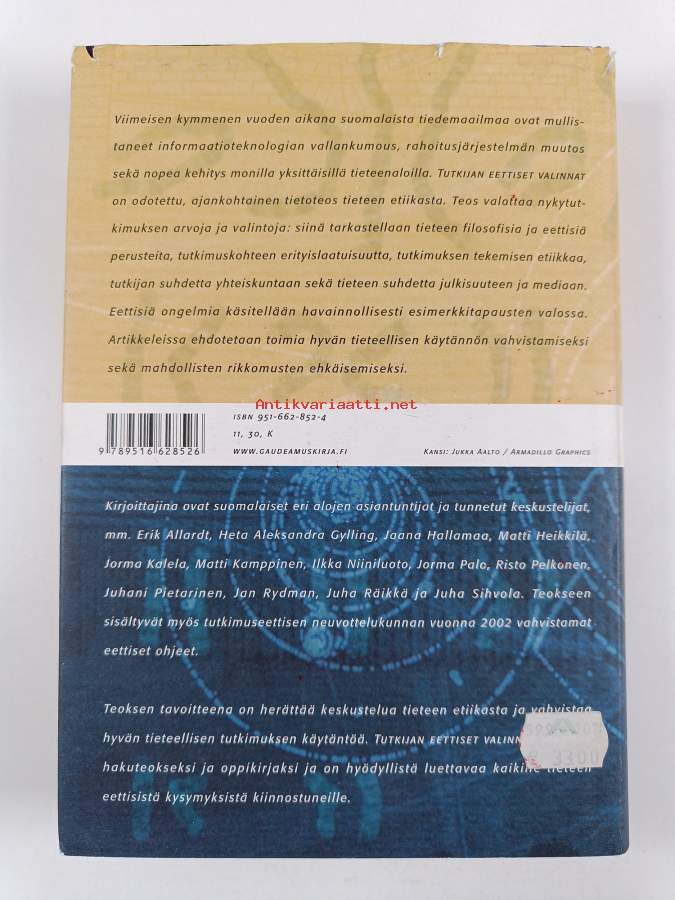 Viimeisen kymmenen vuoden aikana suomalaista tiedemaailmaa ovat mullis-
taneet informaatioteknologian vallankumous, rahoitusjärjestelmän muutos
sekä nopea kehitys monilla yksittäisillä tieteenaloilla. TUTKIJAN EETTISET VALINNAT
on odotettu, ajankohtainen tietoteos tieteen etiikasta. Teos valottaa nykytut-
kimuksen arvoja ja valintoja: siinä tarkastellaan tieteen filosofisia ja eettisiä
perusteita, tutkimuskohteen erityislaatuisuutta, tutkimuksen tekemisen etiikkaa,
tutkijan suhdetta yhteiskuntaan sekä tieteen suhdetta julkisuuteen ja mediaan.
Eettisiä ongelmia käsitellään havainnollisesti esimerkkitapausten valossa.
Artikkeleissa ehdotetaan toimia hyvän tieteellisen käytännön vahvistamiseksi
sekä mahdollisten rikkomusten ehkäisemiseksi.
Antikvariaatti.net
ISBN 951-662-852-4
11, 30, K
9 789516 628526
WWW.GAUDEAMUSKIRJA.FI
KANSI: JUKKA AALTO / ARMADILLO GRAPHICS
Kirjoittajina ovat suomalaiset eri alojen asiantuntijat ja tunnetut keskustelijat,
mm. Erik Allardt, Heta Aleksandra Gylling, Jaana Hallamaa, Matti Heikkilä,
Jorma Kalela, Matti Kamppinen, Ilkka Niiniluoto, Jorma Palo, Risto Pelkonen,
Juhani Pietarinen, Jan Rydman, Juha Räikkä ja Juha Sihvola. Teokseen
sisältyvät myös tutkimuseettisen neuvottelukunnan vuonna 2002 vahvistamat
eettiset ohjeet.
Teoksen tavoitteena on herättää keskustelua tieteen etiikasta ja vahvistaa
hyvän tieteellisen tutkimuksen käytäntöä. TUTKIJAN EETTISET
hakuteokseksi ja oppikirjaksi ja on hyödyllistä luettavaa kaikille tieteen
eettisistä kysymyksistä kiinnostuneille.